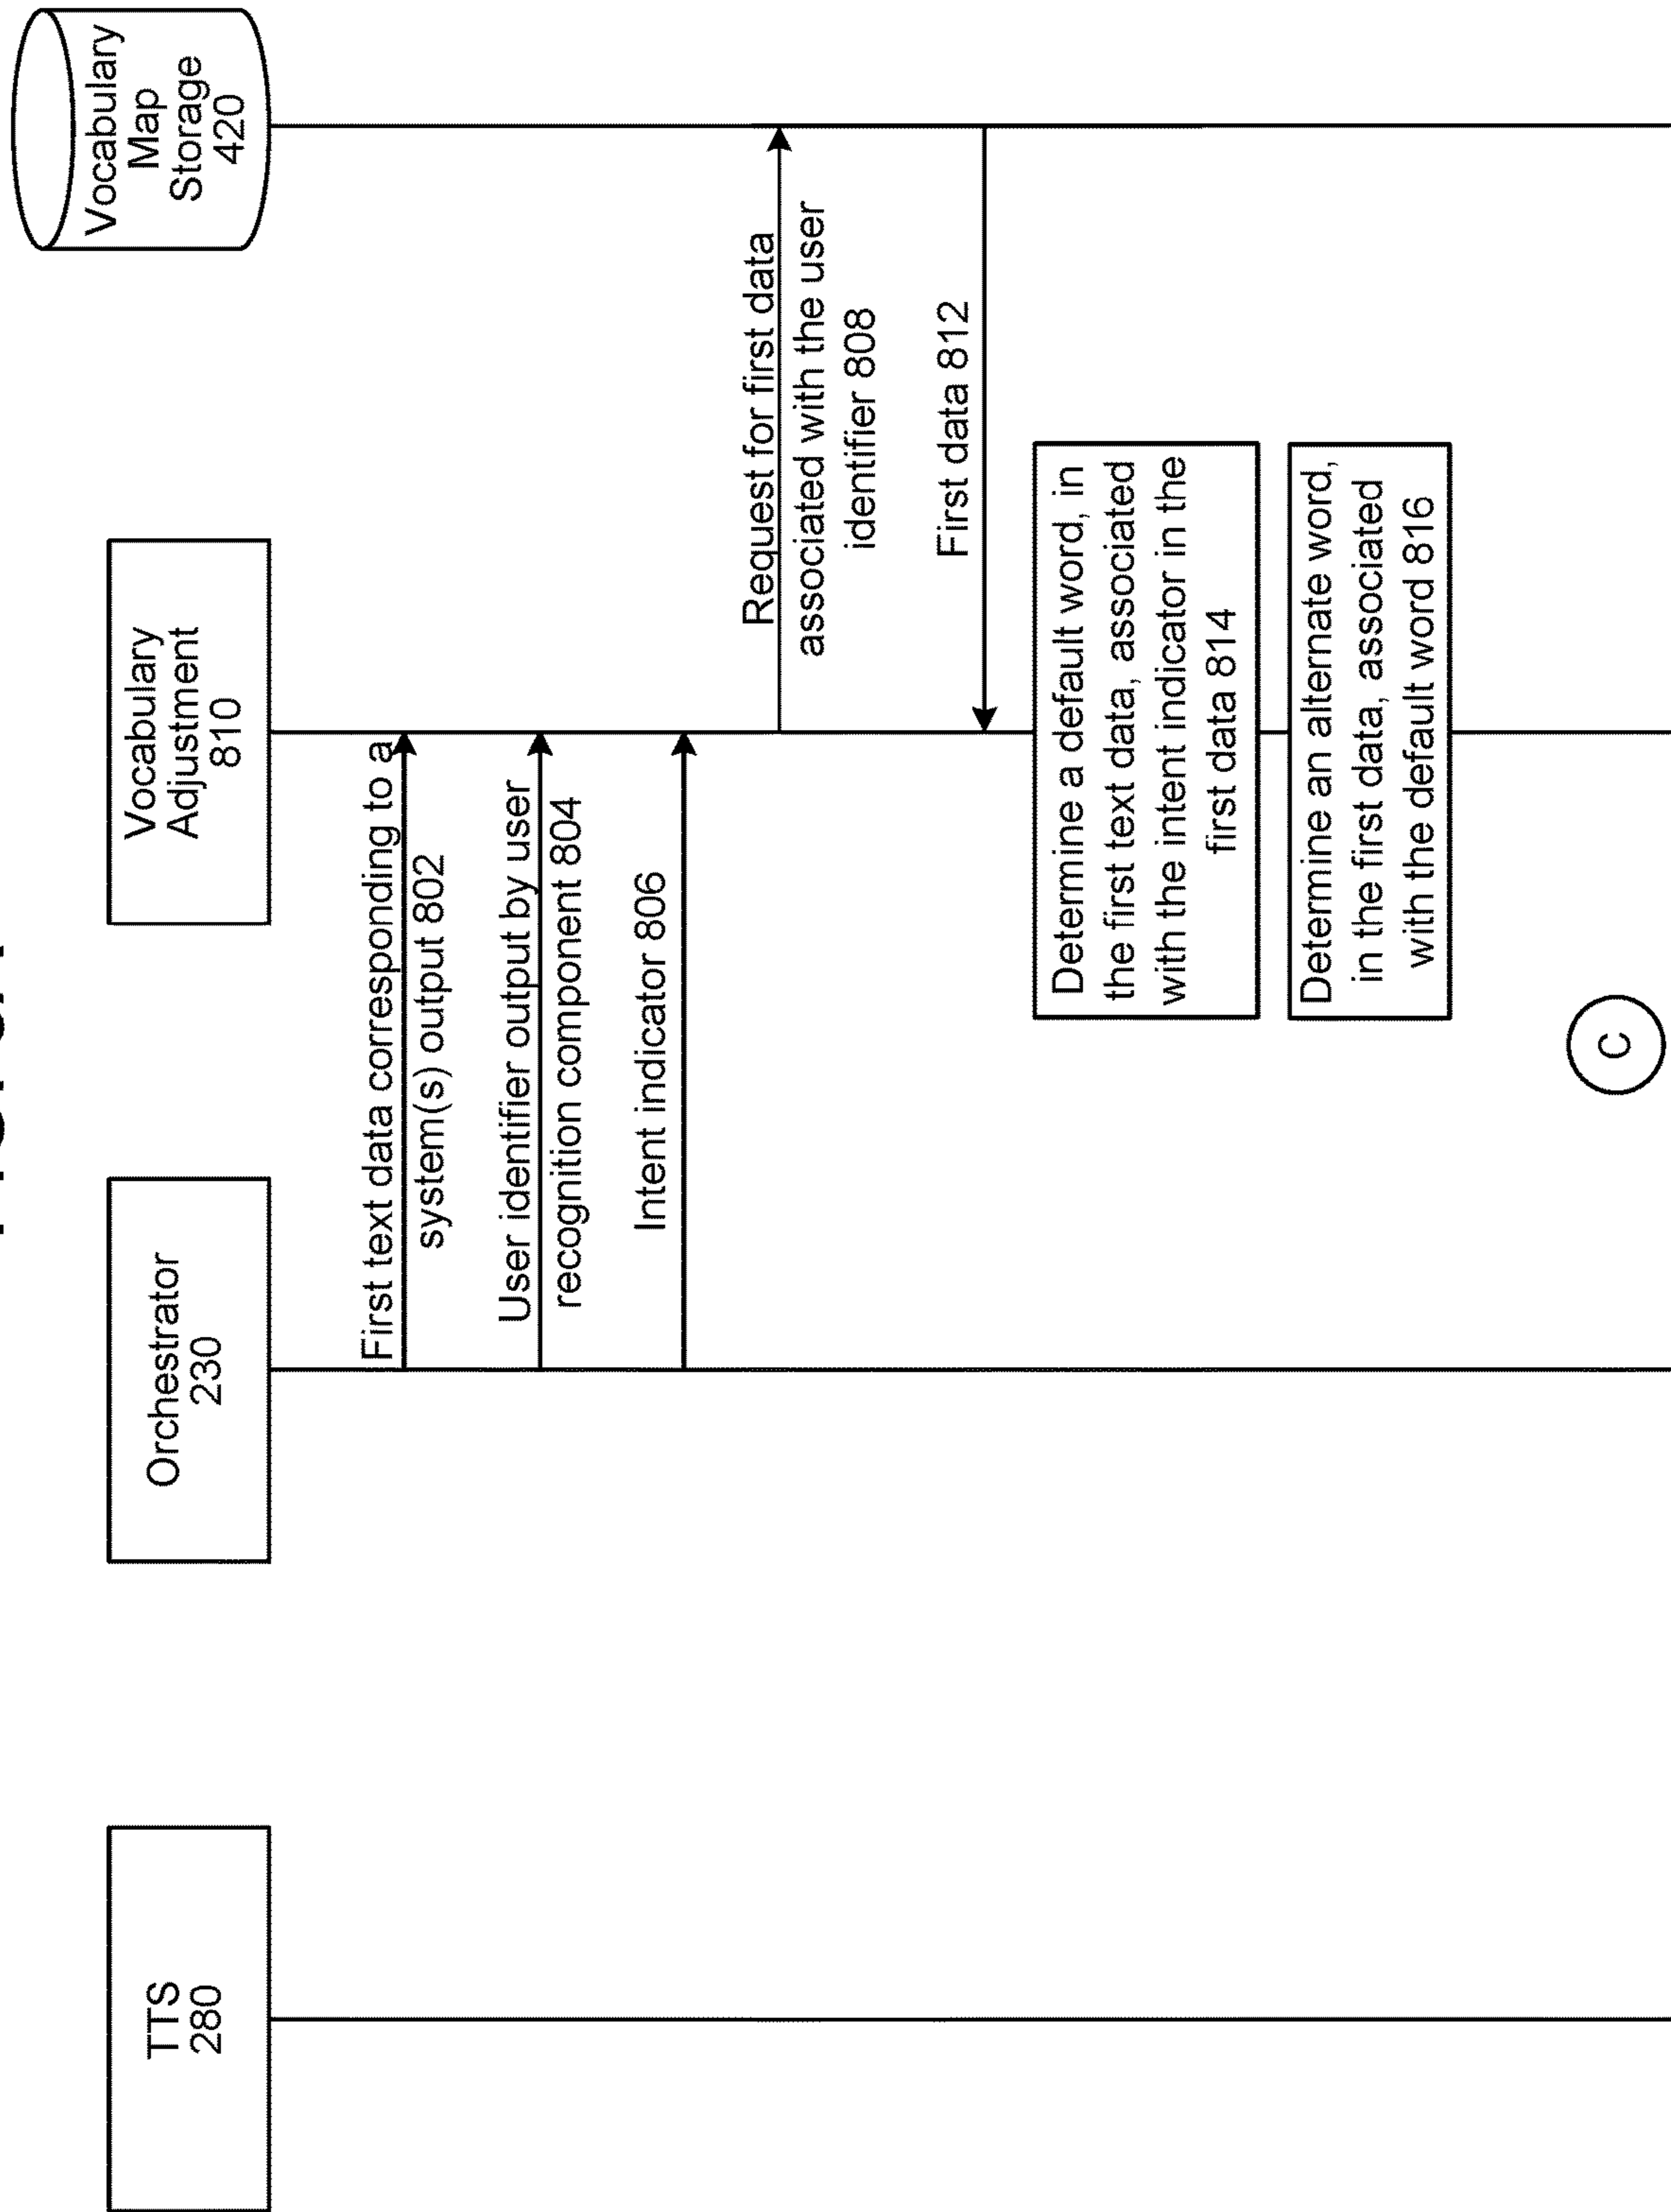 TTS
280
Orchestrator
230
Vocabulary
Adjustment
810
Vocabulary
Map
Storage
420
First text data corresponding to a
system(s) output 802
User identifier output by user
recognition component 804
Intent indicator 806
Request for first data
associated with the user
identifier 808
First data 812
Determine a default word, in
the first text data, associated
with the intent indicator in the
first data 814
Determine an alternate word,
in the first data, associated
with the default word 816
C